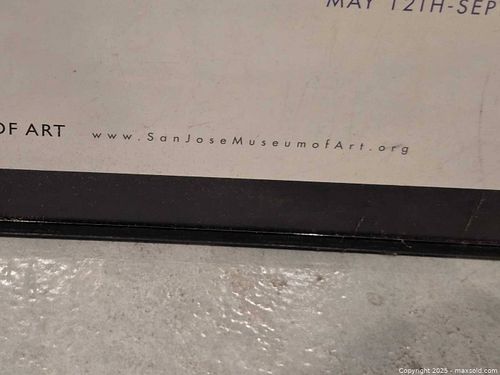 MAY 12TH-SEP
OF ART
www.SanJoseMuseumofArt.org
Copyright 2025 - maxsold.com